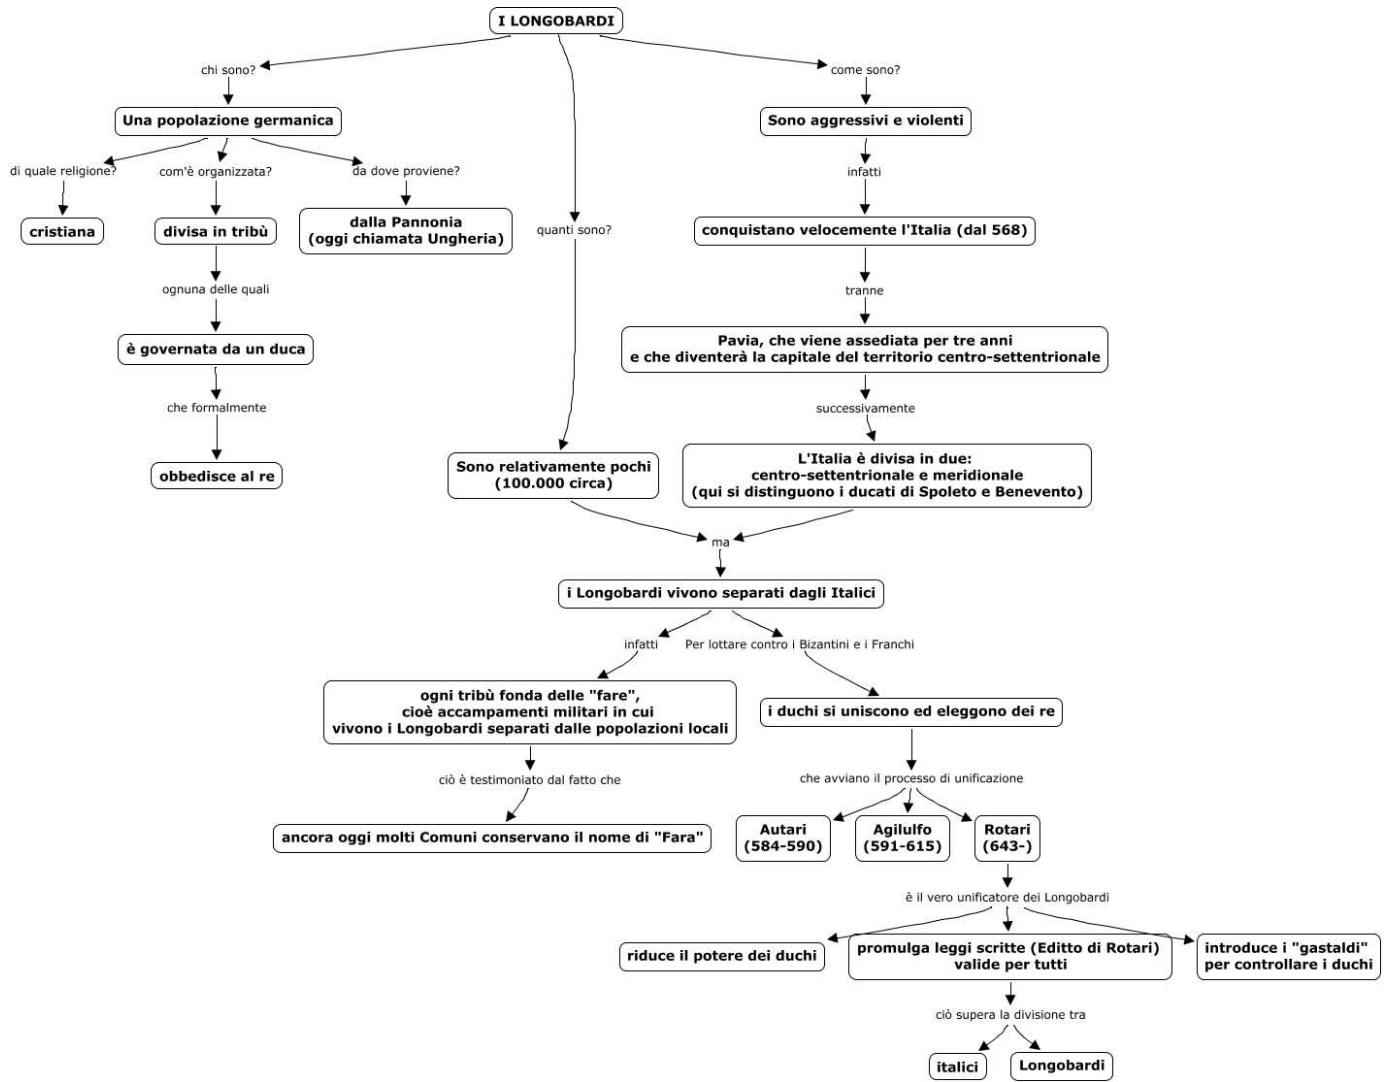 I LONGOBARDI
chi sono?
come sono?
Una popolazione germanica
Sono aggressivi e violenti
di quale religione?
com'è organizzata?
da dove proviene?
infatti
cristiana
divisa in tribù
dalla Pannonia
(oggi chiamata Ungheria)
quanti sono?
conquistano velocemente l'Italia (dal 568)
ognuna delle quali
tranne
è governata da un duca
Pavia, che viene assediata per tre anni
e che diventerà la capitale del territorio centro-settentrionale
che formalmente
successivamente
obbedisce al re
Sono relativamente pochi
(100.000 circa)
L'Italia è divisa in due:
centro-settentrionale e meridionale
(qui si distinguono i ducati di Spoleto e Benevento)
ma
i Longobardi vivono separati dagli Italici
infatti
Per lottare contro i Bizantini e i Franchi
ogni tribù fonda delle "fare",
cioè accampamenti militari in cui
vivono i Longobardi separati dalle popolazioni locali
i duchi si uniscono ed eleggono dei re
ciò è testimoniato dal fatto che
che avviano il processo di unificazione
ancora oggi molti Comuni conservano il nome di "Fara"
Autari
(584-590)
Agilulfo
(591-615)
Rotari
(643-)
è il vero unificatore dei Longobardi
riduce il potere dei duchi
promulga leggi scritte (Editto di Rotari)
valide per tutti
introduce i "gastaldi"
per controllare i duchi
ciò supera la divisione tra
italici
Longobardi